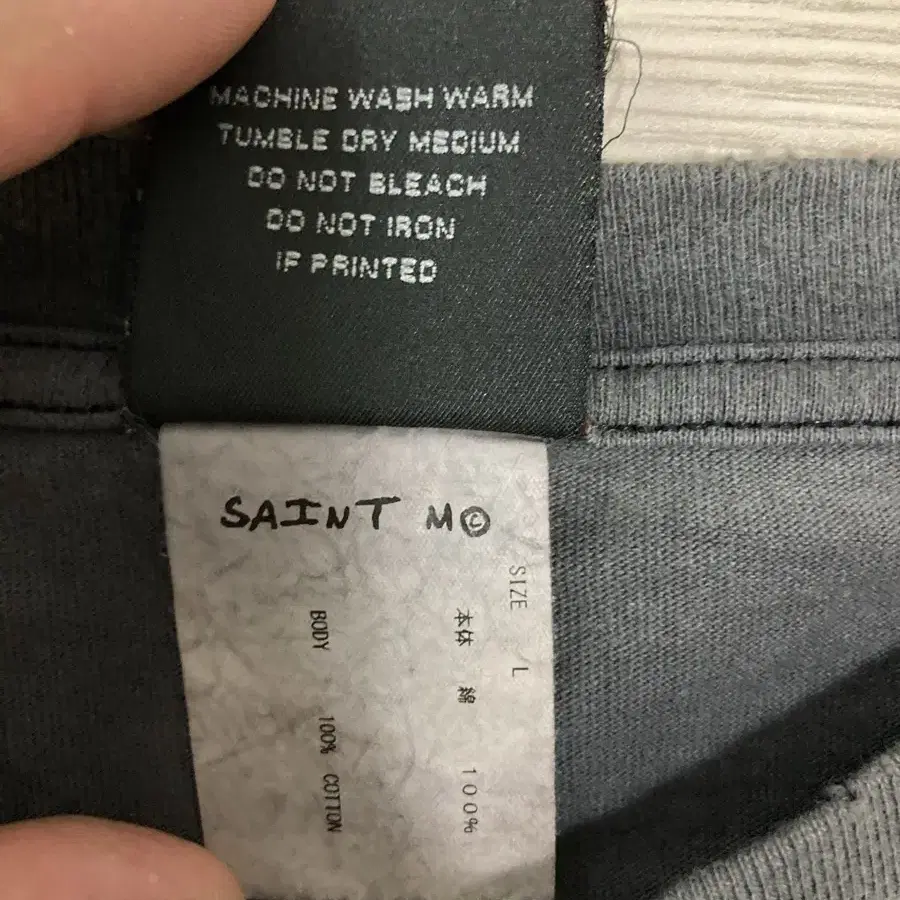 MACHINE WASH WARM
TUMBLE DRY MEDIUM
DO NOT BLEACH
DO NOT IRON
IF PRINTED
SAINT M©
SIZE L
本体 綿 100%
BODY 100% COTTON